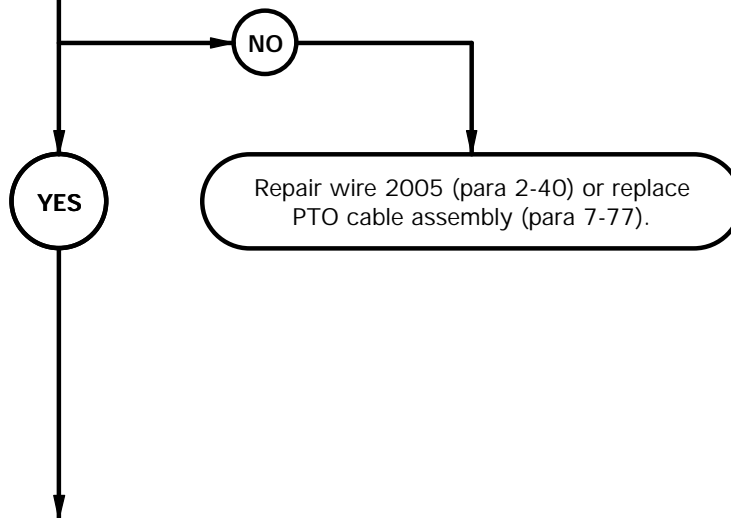 NO
YES
Repair wire 2005 (para 2-40) or replace
PTO cable assembly (para 7-77).